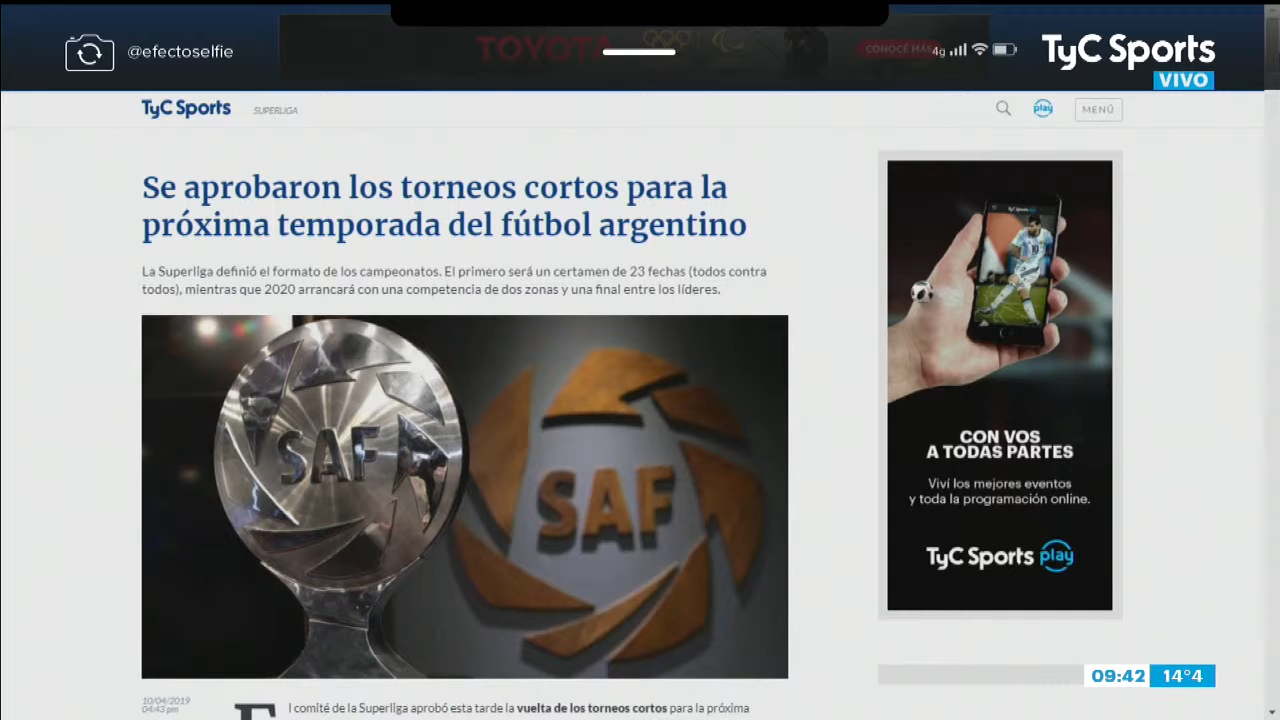 @efectoselfie
TOYOTA
CONOCÉ MÁS
4g
TyC Sports
VIVO
TyC Sports
SUPERLIGA
play
MENÚ
Se aprobaron los torneos cortos para la
próxima temporada del fútbol argentino
La Superliga definió el formato de los campeonatos. El primero será un certamen de 23 fechas (todos contra
todos), mientras que 2020 arrancará con una competencia de dos zonas y una final entre los líderes.
SAF
SAF
CON VOS
A TODAS PARTES
Viví los mejores eventos
y toda la programación online.
TyC Sports play
09:42 14°4
10/04/2019
04:43 pm
El comité de la Superliga aprobó esta tarde la vuelta de los torneos cortos para la próxima